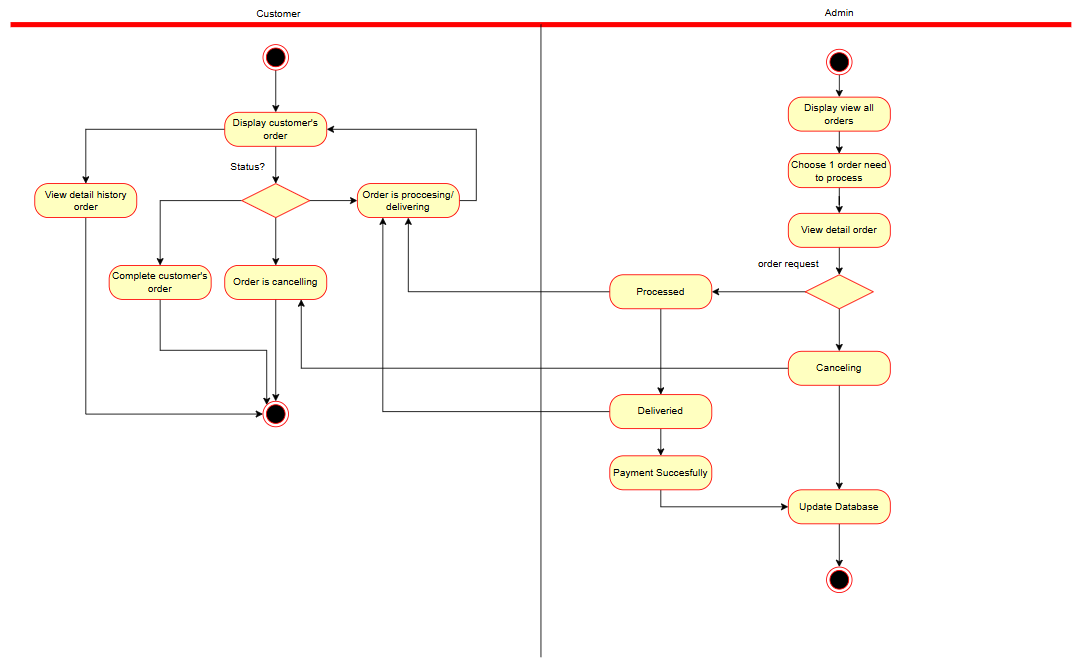 Customer
Admin
Display customer's
order
Status?
View detail history
order
Order is proccesing/
delivering
Complete customer's
order
Order is cancelling
Display view all
orders
Choose 1 order need
to process
View detail order
order request
Processed
Canceling
Deliveried
Payment Succesfully
Update Database